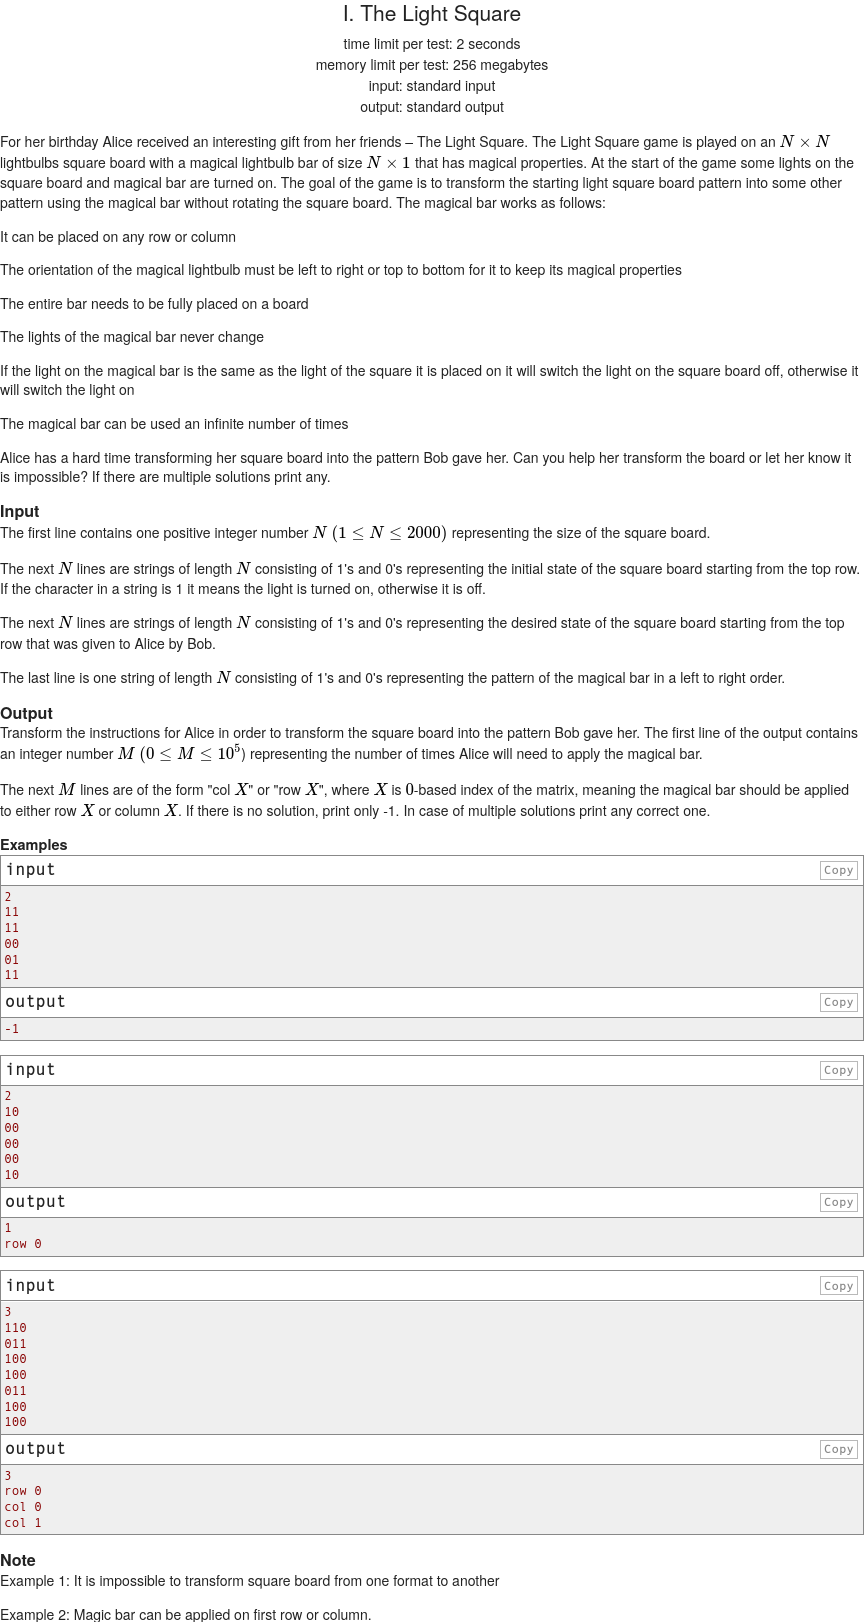 I. The Light Square
time limit per test: 2 seconds
memory limit per test: 256 megabytes
input: standard input
output: standard output
For her birthday Alice received an interesting gift from her friends – The Light Square. The Light Square game is played on an N × N
lightbulbs square board with a magical lightbulb bar of size N × 1 that has magical properties. At the start of the game some lights on the
square board and magical bar are turned on. The goal of the game is to transform the starting light square board pattern into some other
pattern using the magical bar without rotating the square board. The magical bar works as follows:
It can be placed on any row or column
The orientation of the magical lightbulb must be left to right or top to bottom for it to keep its magical properties
The entire bar needs to be fully placed on a board
The lights of the magical bar never change
If the light on the magical bar is the same as the light of the square it is placed on it will switch the light on the square board off, otherwise it
will switch the light on
The magical bar can be used an infinite number of times
Alice has a hard time transforming her square board into the pattern Bob gave her. Can you help her transform the board or let her know it
is impossible? If there are multiple solutions print any.
Input
The first line contains one positive integer number N (1 ≤ N ≤ 2000) representing the size of the square board.
The next N lines are strings of length N consisting of 1's and 0's representing the initial state of the square board starting from the top row.
If the character in a string is 1 it means the light is turned on, otherwise it is off.
The next N lines are strings of length N consisting of 1's and 0's representing the desired state of the square board starting from the top
row that was given to Alice by Bob.
The last line is one string of length N consisting of 1's and 0's representing the pattern of the magical bar in a left to right order.
Output
Transform the instructions for Alice in order to transform the square board into the pattern Bob gave her. The first line of the output contains
an integer number M (0 ≤ M ≤ 10^5) representing the number of times Alice will need to apply the magical bar.
The next M lines are of the form "col X" or "row X", where X is 0-based index of the matrix, meaning the magical bar should be applied
to either row X or column X. If there is no solution, print only -1. In case of multiple solutions print any correct one.
Examples
input Copy
2
11
11
00
01
11
output Copy
-1
input Copy
2
10
00
00
00
10
output Copy
1
row 0
input Copy
3
110
011
100
100
011
100
100
output Copy
3
row 0
col 0
col 1
Note
Example 1: It is impossible to transform square board from one format to another
Example 2: Magic bar can be applied on first row or column.